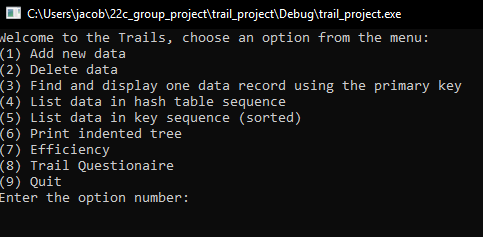 C:\Users\jacob\22c_group_project\trail_project\Debug\trail_project.exe
Welcome to the Trails, choose an option from the menu:
(1) Add new data
(2) Delete data
(3) Find and display one data record using the primary key
(4) List data in hash table sequence
(5) List data in key sequence (sorted)
(6) Print indented tree
(7) Efficiency
(8) Trail Questionaire
(9) Quit
Enter the option number: